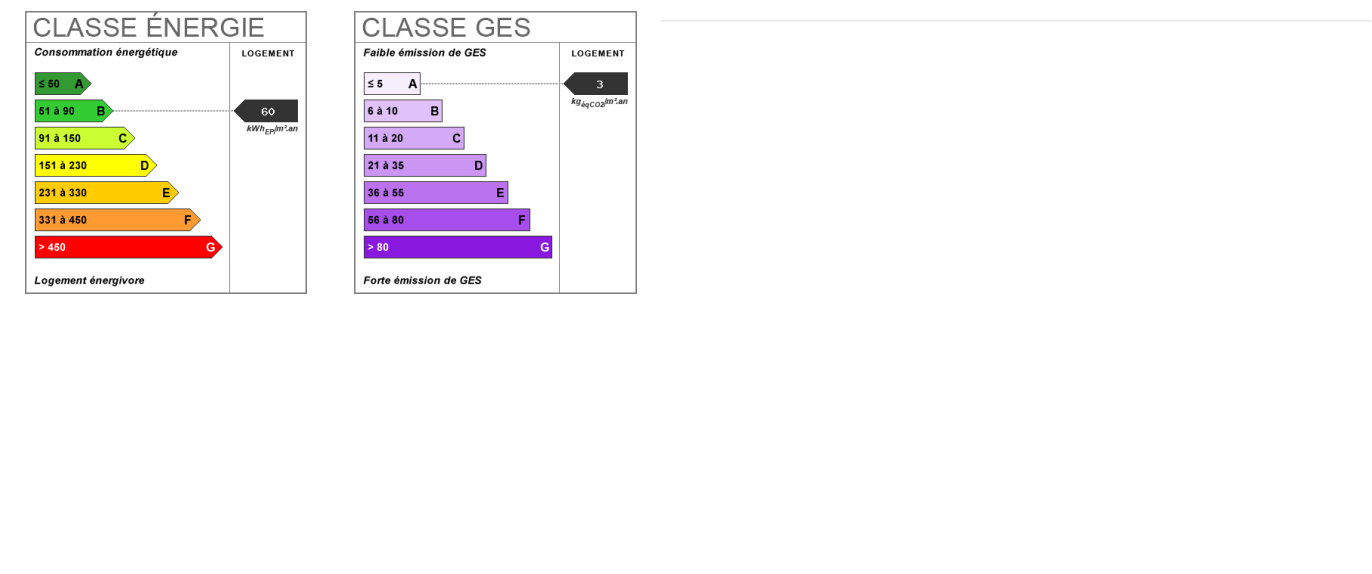 CLASSE ÉNERGIE
Consommation énergétique
LOGEMENT
≤ 50 A
51 à 90 B
60
kWhEP/m².an
91 à 150 C
151 à 230 D
231 à 330 E
331 à 450 F
> 450 G
Logement énergivore
CLASSE GES
Faible émission de GES
LOGEMENT
≤ 5 A
3
kgéqCO2/m².an
6 à 10 B
11 à 20 C
21 à 35 D
36 à 55 E
56 à 80 F
> 80 G
Forte émission de GES